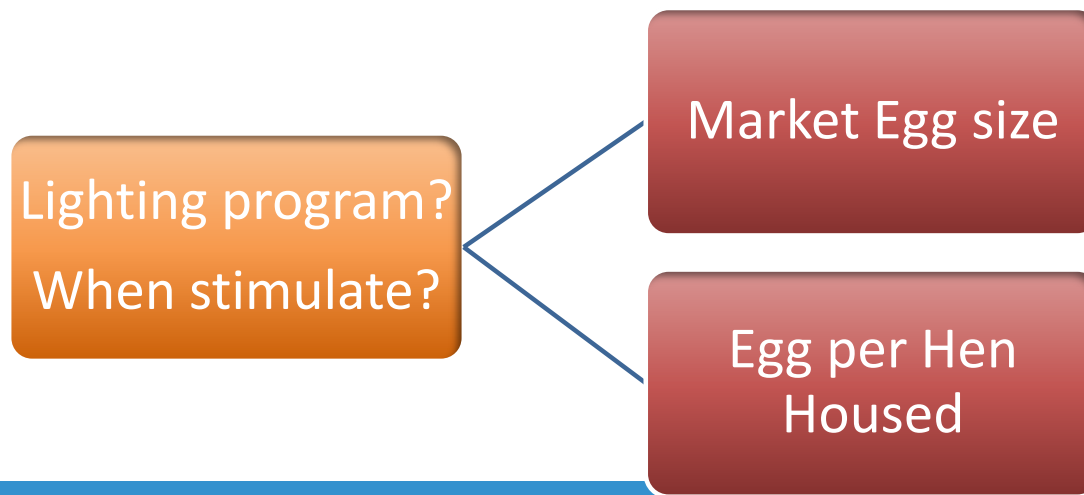 Lighting program?
When stimulate?
Market Egg size
Egg per Hen
Housed